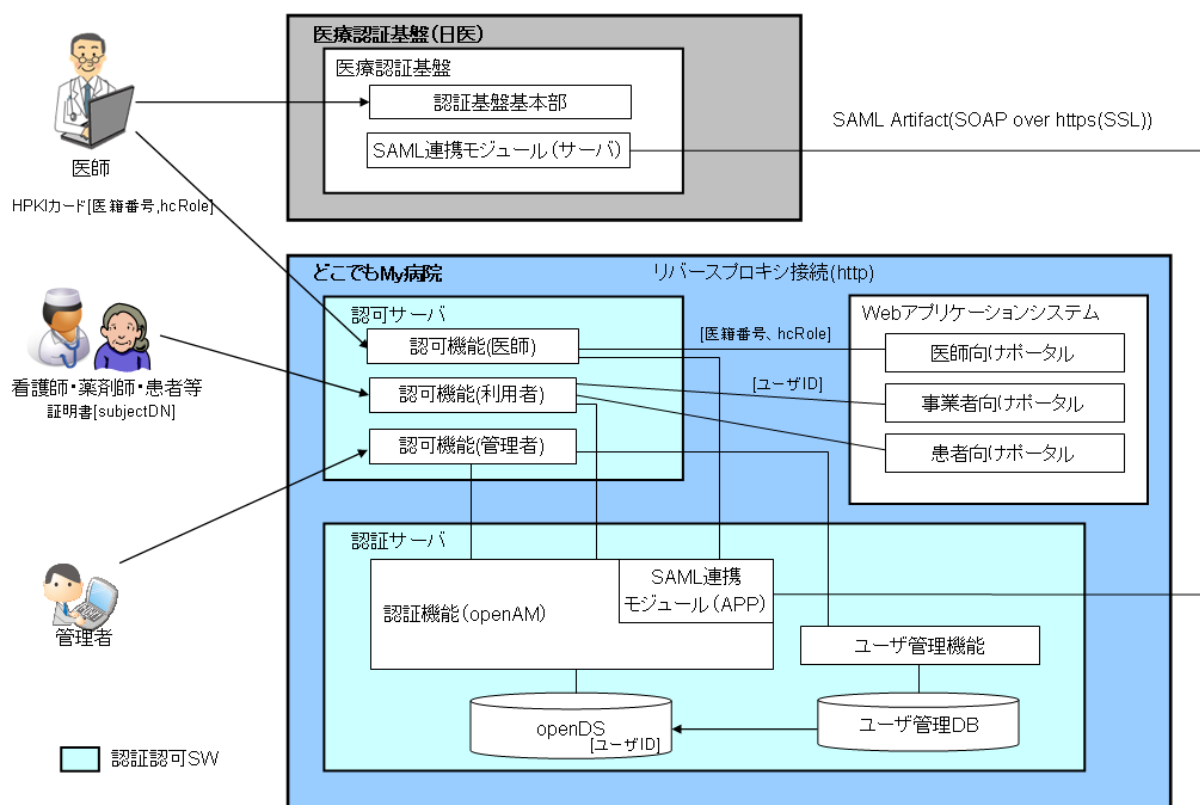 医療認証基盤(日医)
医療認証基盤
認証基盤基本部
SAML連携モジュール(サーバ)
SAML Artifact(SOAP over https(SSL))
医師
HPKIカード[医籍番号,hcRole]
どこでもMy病院
リバースプロキシ接続(http)
認可サーバ
Webアプリケーションシステム
認可機能(医師)
[医籍番号、hcRole]
医師向けポータル
看護師・薬剤師・患者等
証明書[subjectDN]
認可機能(利用者)
[ユーザID]
事業者向けポータル
認可機能(管理者)
患者向けポータル
認証サーバ
SAML連携
モジュール(APP)
認証機能(openAM)
管理者
ユーザ管理機能
openDS
[ユーザID]
ユーザ管理DB
認証認可SW